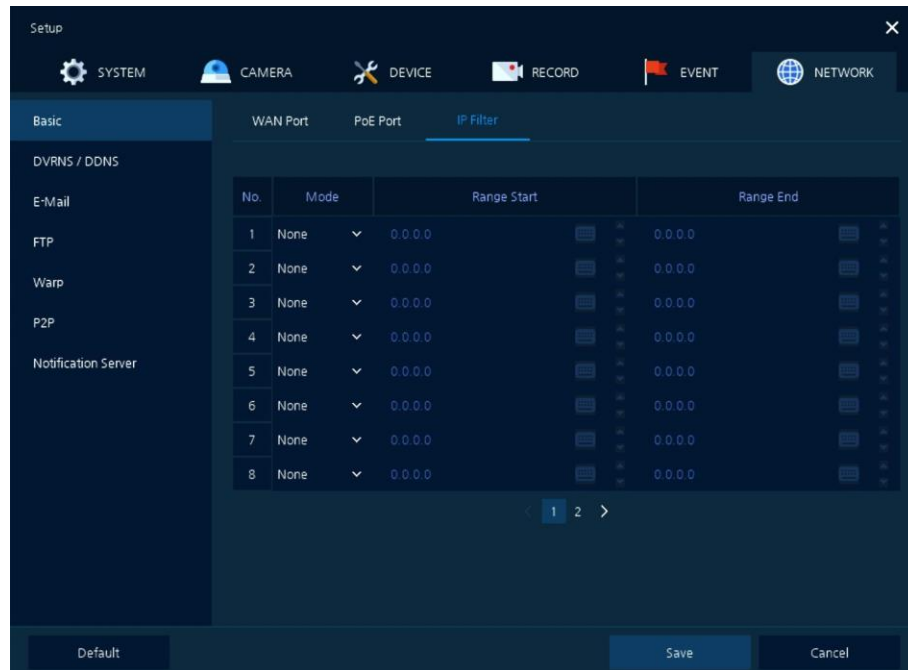 Setup
SYSTEM CAMERA DEVICE RECORD EVENT NETWORK
Basic
DVRNS / DDNS
E-Mail
FTP
Warp
P2P
Notification Server
WAN Port PoE Port IP Filter
No. Mode Range Start Range End
1 None 0.0.0.0 0.0.0.0
2 None 0.0.0.0 0.0.0.0
3 None 0.0.0.0 0.0.0.0
4 None 0.0.0.0 0.0.0.0
5 None 0.0.0.0 0.0.0.0
6 None 0.0.0.0 0.0.0.0
7 None 0.0.0.0 0.0.0.0
8 None 0.0.0.0 0.0.0.0
1 2
Default Save Cancel